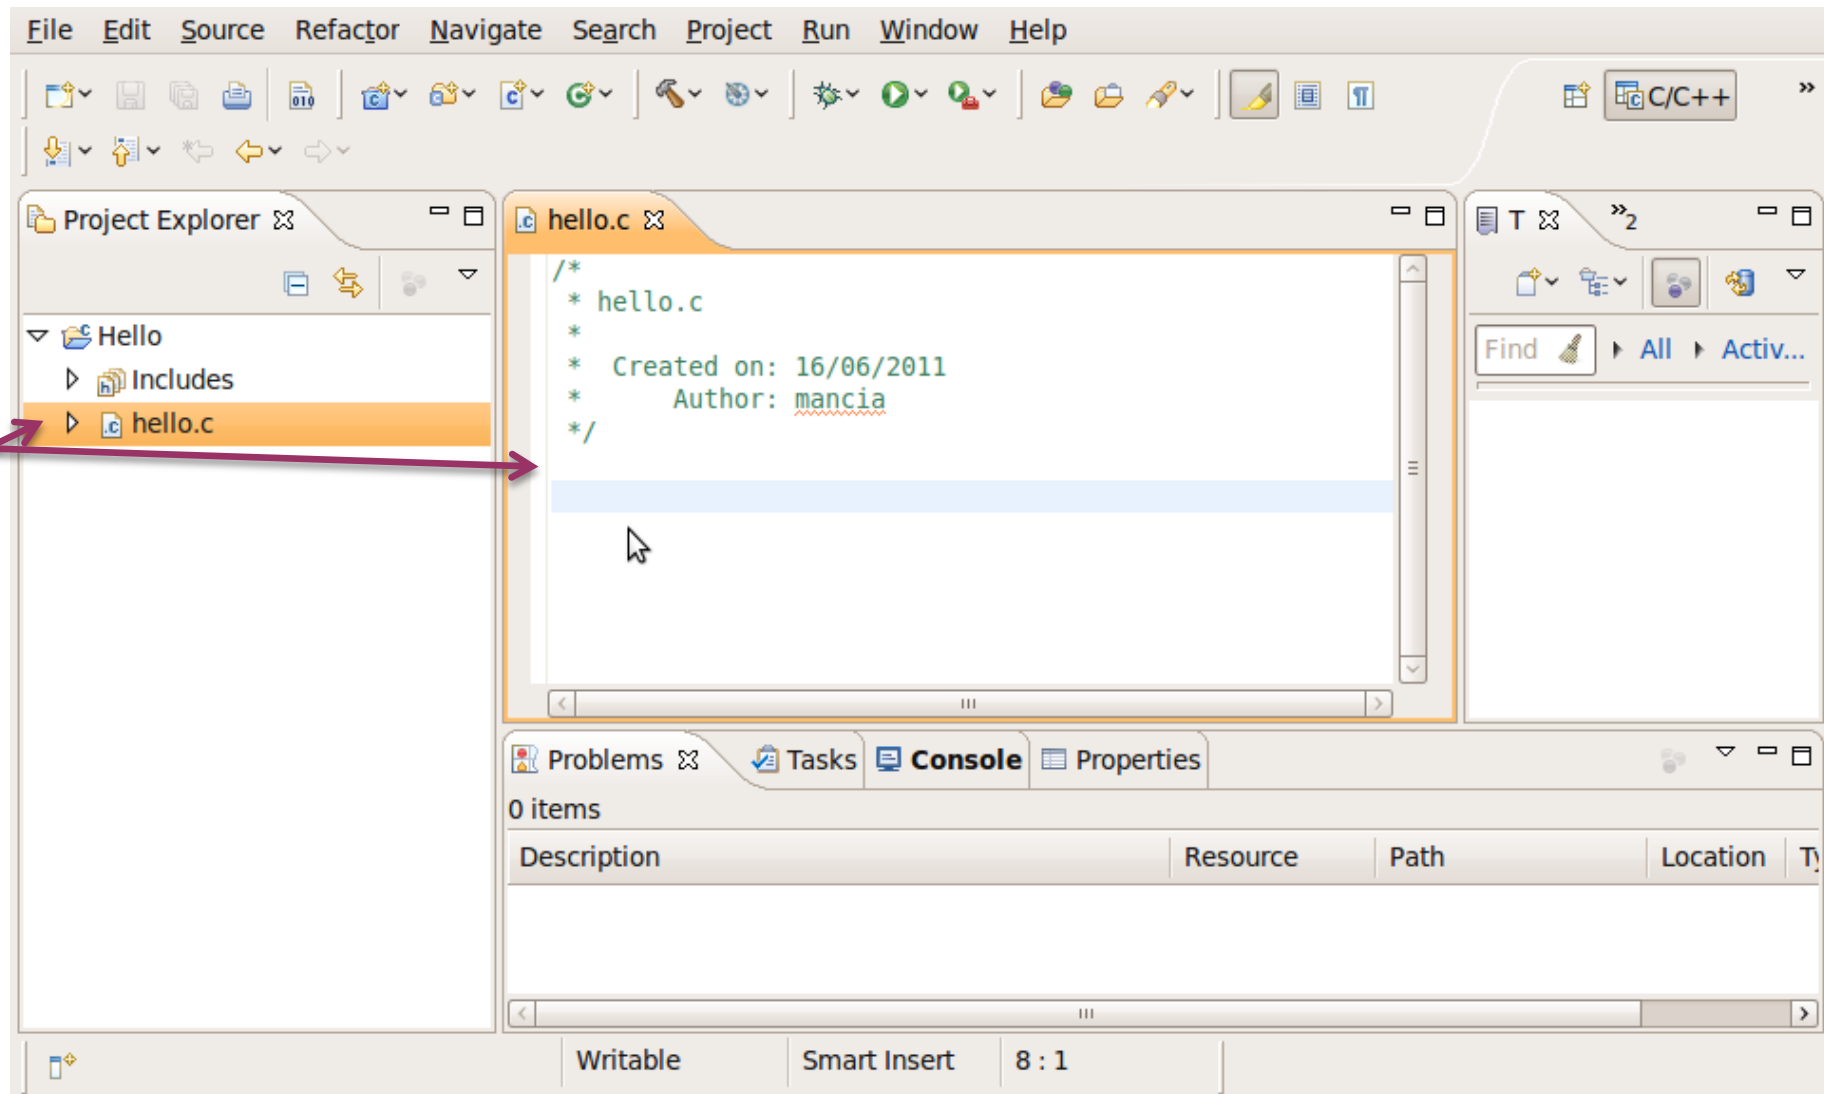 File Edit Source Refactor Navigate Search Project Run Window Help
010
C/C++ »
Project Explorer
hello.c
T »2
Hello
Includes
hello.c
/*
* hello.c
*
* Created on: 16/06/2011
* Author: mancia
*/
Find All Activ...
Problems Tasks Console Properties
0 items
Description Resource Path Location Ty
Writable Smart Insert 8 : 1